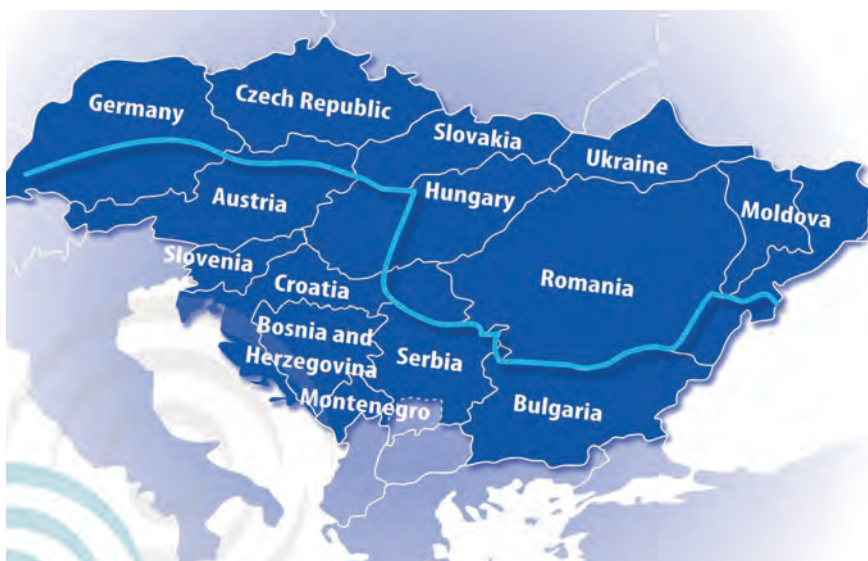 Germany
Czech Republic
Slovakia
Ukraine
Austria
Hungary
Moldova
Slovenia
Croatia
Romania
Bosnia and
Herzegovina
Serbia
Montenegro
Bulgaria